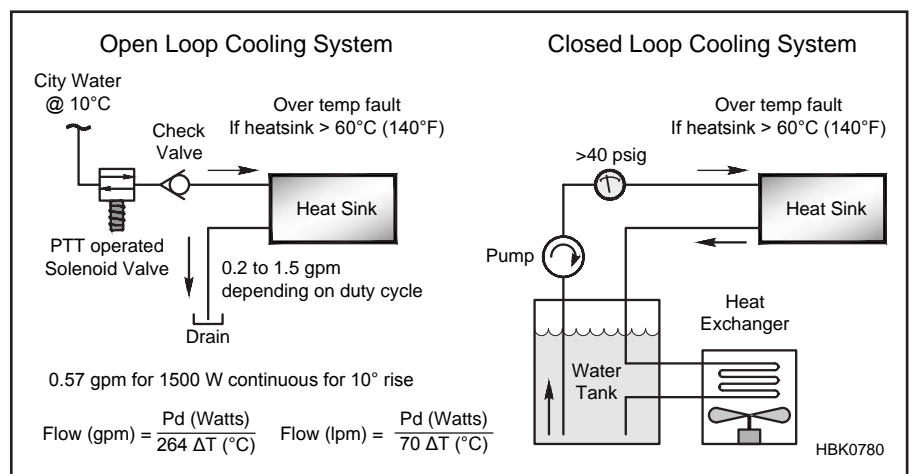 Open Loop Cooling System
City Water
@ 10°C
Over temp fault
If heatsink > 60°C (140°F)
Check
Valve
Heat Sink
PTT operated
Solenoid Valve
0.2 to 1.5 gpm
depending on duty cycle
Drain
0.57 gpm for 1500 W continuous for 10° rise
Flow (gpm) = Pd (Watts) / 264 ΔT (°C)
Flow (lpm) = Pd (Watts) / 70 ΔT (°C)
Closed Loop Cooling System
Over temp fault
If heatsink > 60°C (140°F)
>40 psig
Heat Sink
Pump
Heat
Exchanger
Water
Tank
HBK0780